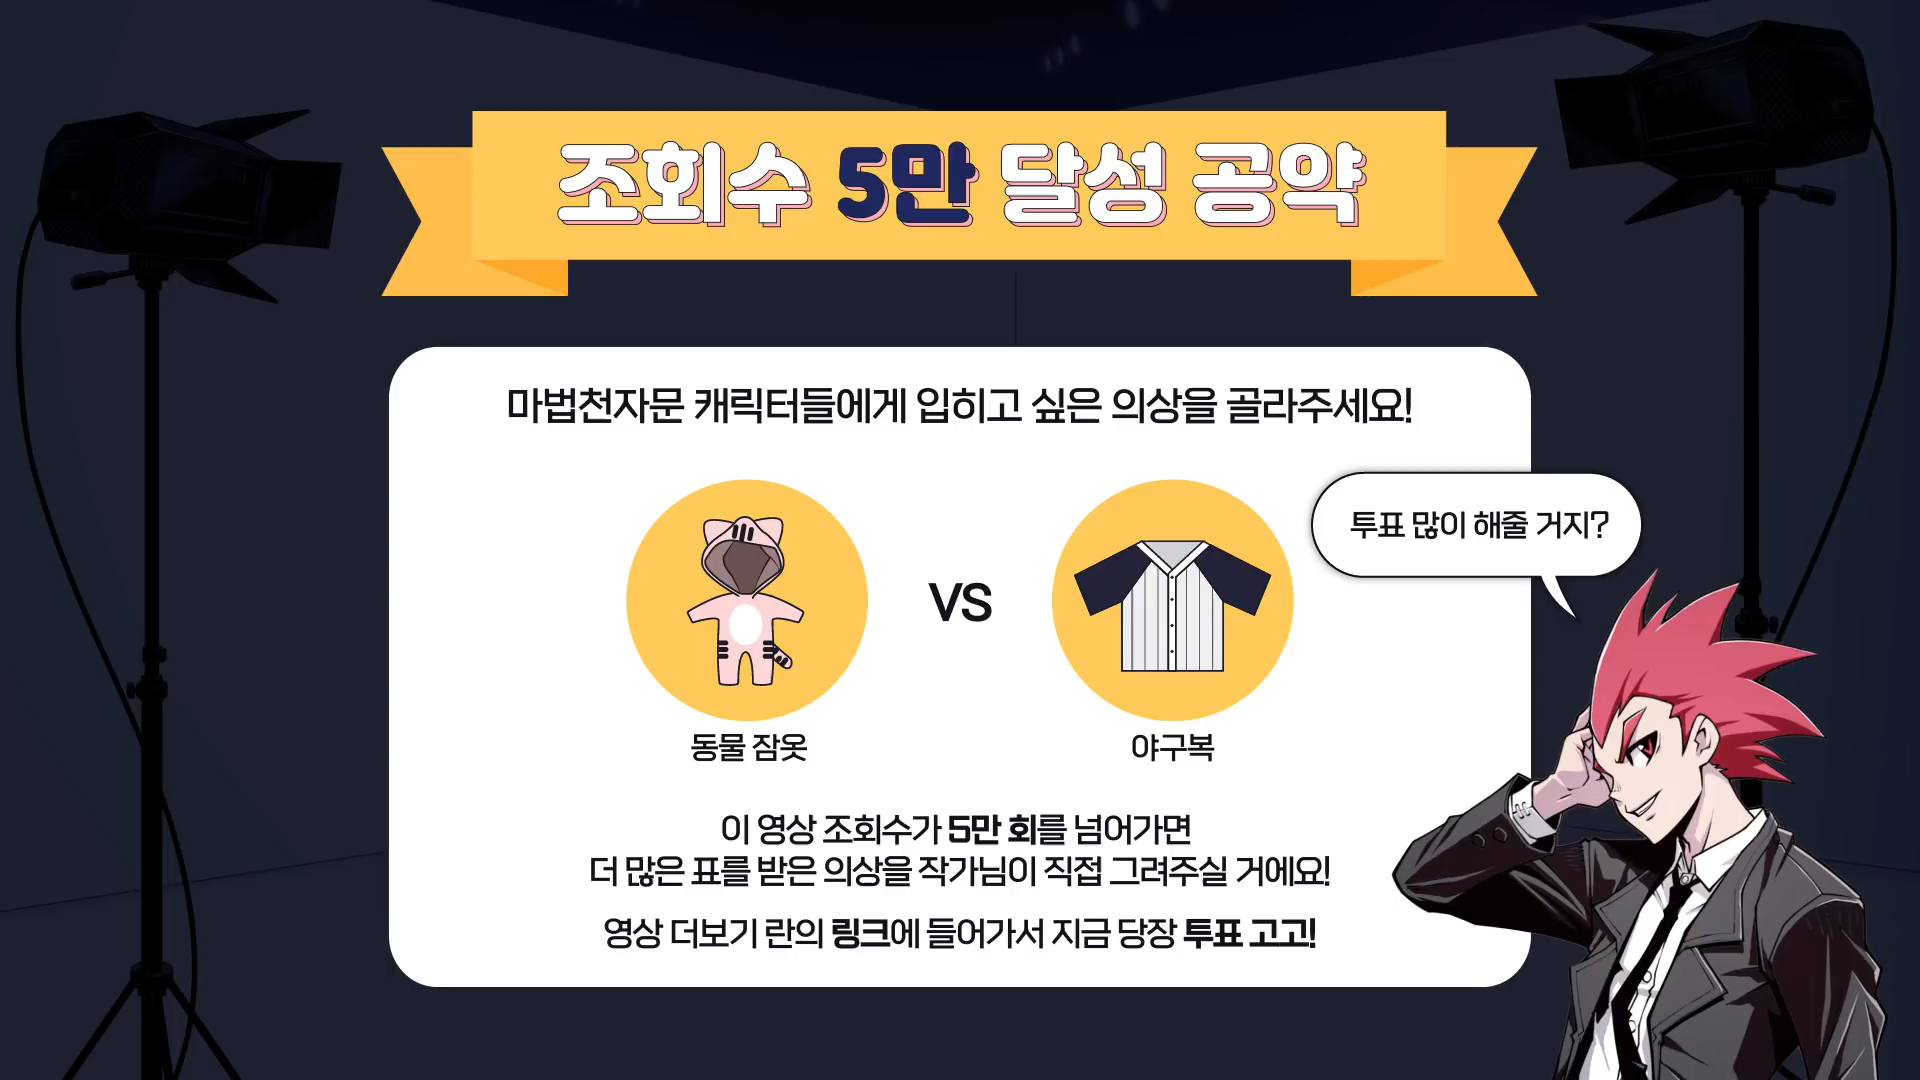 조회수 5만 달성 공약
마법천자문 캐릭터들에게 입히고 싶은 의상을 골라주세요!
투표 많이 해줄 거지?
VS
동물 잠옷
야구복
이 영상 조회수가 5만 회를 넘어가면
더 많은 표를 받은 의상을 작가님이 직접 그려주실 거에요!
영상 더보기 란의 링크에 들어가서 지금 당장 투표 고고!